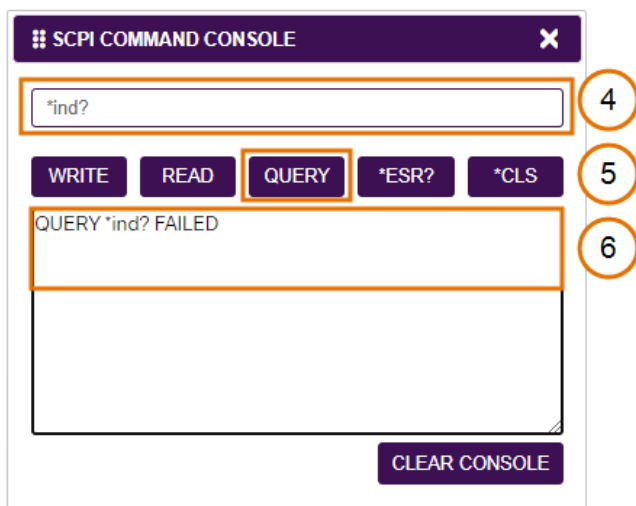 SCPI COMMAND CONSOLE
*ind?
4
WRITE READ QUERY *ESR? *CLS
5
QUERY *ind? FAILED
6
CLEAR CONSOLE